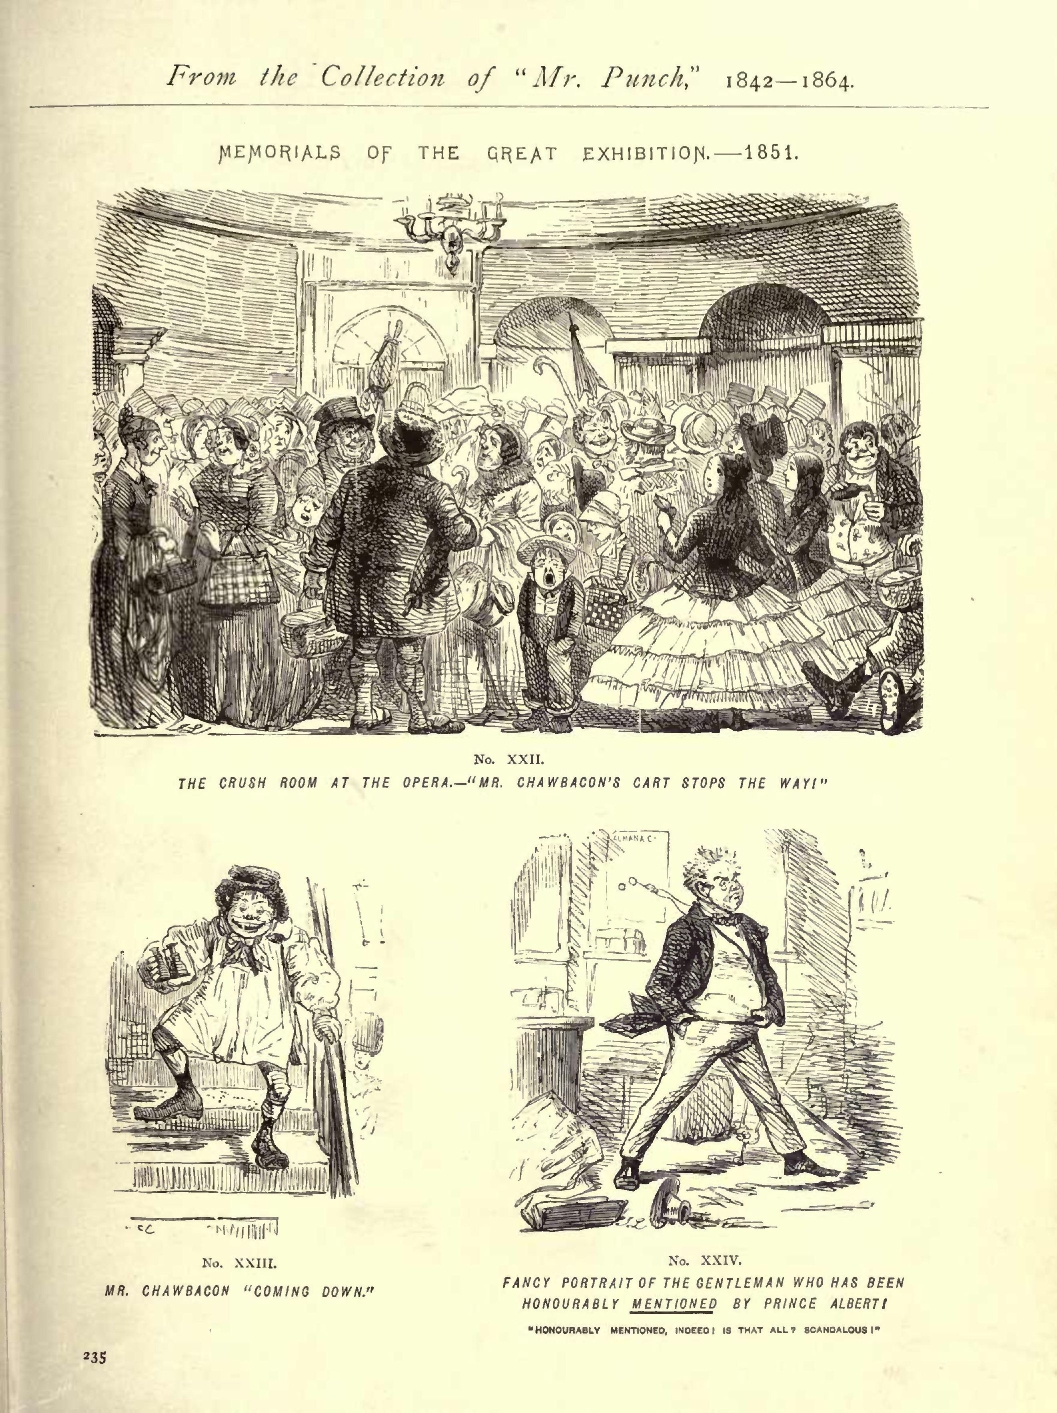 From the Collection of "Mr. Punch," 1842—1864.
MEMORIALS OF THE GREAT EXHIBITION.—1851.
No. XXII.
THE CRUSH ROOM AT THE OPERA.—"MR. CHAWBACON'S CART STOPS THE WAY!"
ALMANAC
No. XXIII.
MR. CHAWBACON "COMING DOWN."
No. XXIV.
FANCY PORTRAIT OF THE GENTLEMAN WHO HAS BEEN
HONOURABLY MENTIONED BY PRINCE ALBERT!
"HONOURABLY MENTIONED, INDEED! IS THAT ALL? SCANDALOUS!"
235